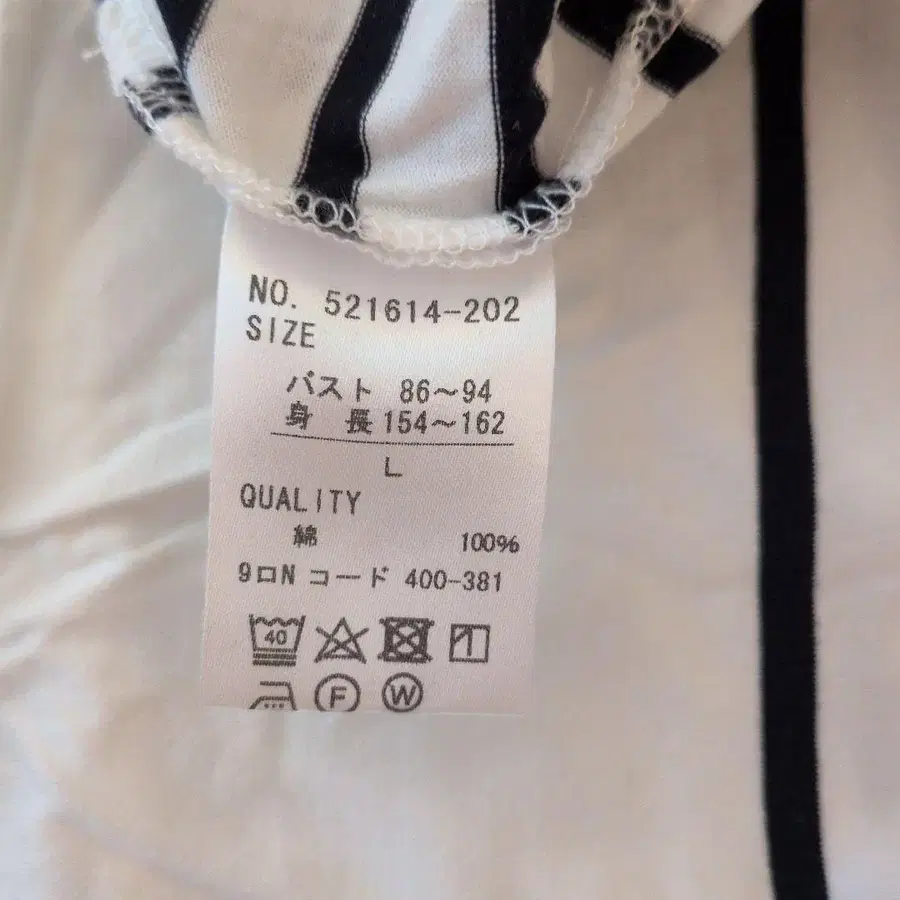 NO. 521614-202
SIZE
バスト 86～94
身 長 154～162
L
QUALITY
綿 100%
9ロN コード 400-381
40
F W